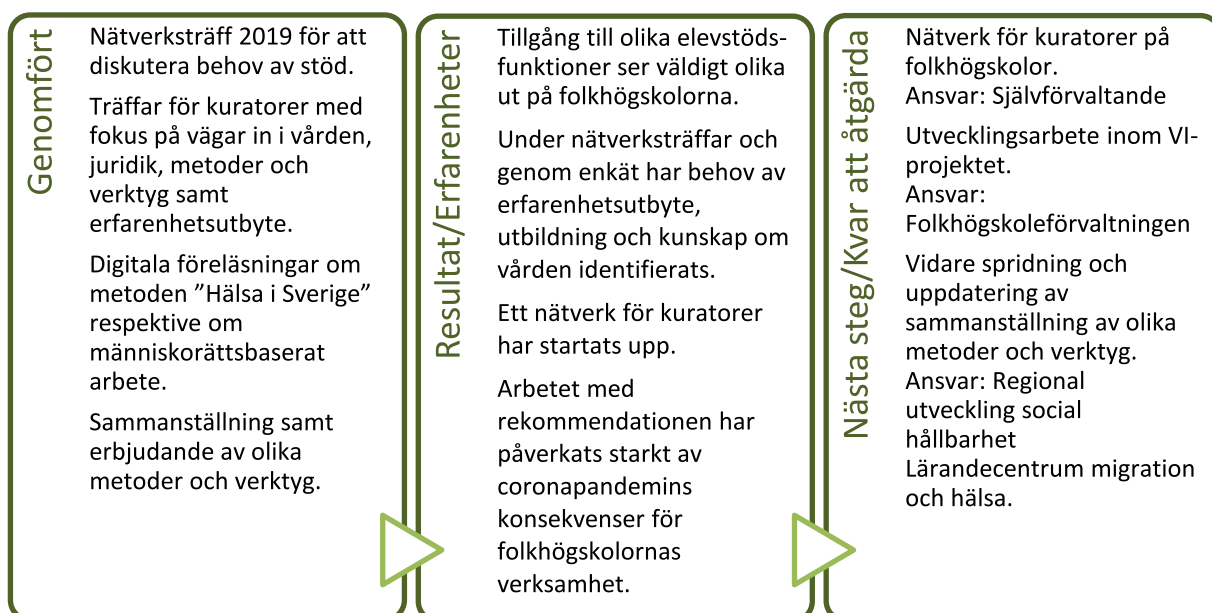 Genomfört
Nätverksträff 2019 för att
diskutera behov av stöd.
Träffar för kuratorer med
fokus på vägar in i vården,
juridik, metoder och
verktyg samt
erfarenhetsutbyte.
Digitala föreläsningar om
metoden ”Hälsa i Sverige”
respektive om
människorättsbaserat
arbete.
Sammanställning samt
erbjudande av olika
metoder och verktyg.
Resultat/Erfarenheter
Tillgång till olika elevstöds-
funktioner ser väldigt olika
ut på folkhögskolorna.
Under nätverksträffar och
genom enkät har behov av
erfarenhetsutbyte,
utbildning och kunskap om
vården identifierats.
Ett nätverk för kuratorer
har startats upp.
Arbetet med
rekommendationen har
påverkats starkt av
coronapandemins
konsekvenser för
folkhögskolornas
verksamhet.
Nästa steg/Kvar att åtgärda
Nätverk för kuratorer på
folkhögskolor.
Ansvar: Självförvaltande
Utvecklingsarbete inom VI-
projektet.
Ansvar:
Folkhögskoleförvaltningen
Vidare spridning och
uppdatering av
sammanställning av olika
metoder och verktyg.
Ansvar: Regional
utveckling social
hållbarhet
Lärandecentrum migration
och hälsa.